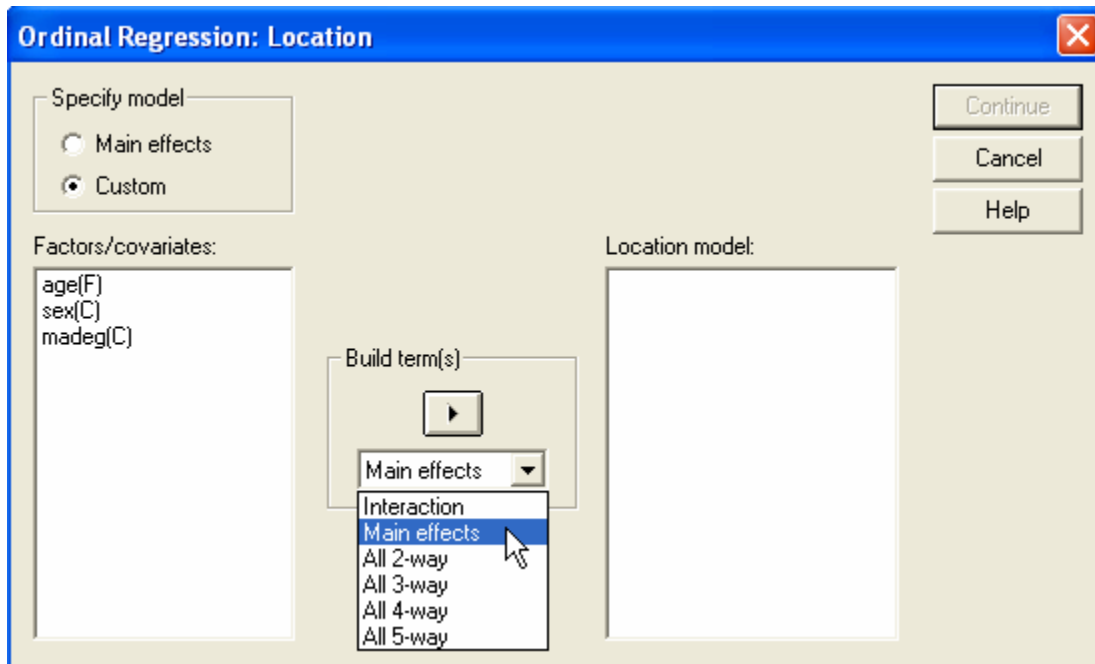 Ordinal Regression: Location
Specify model
Main effects
Custom
Continue
Cancel
Help
Factors/covariates:
age(F)
sex(C)
madeg(C)
Build term(s)
Main effects
Interaction
Main effects
All 2-way
All 3-way
All 4-way
All 5-way
Location model: